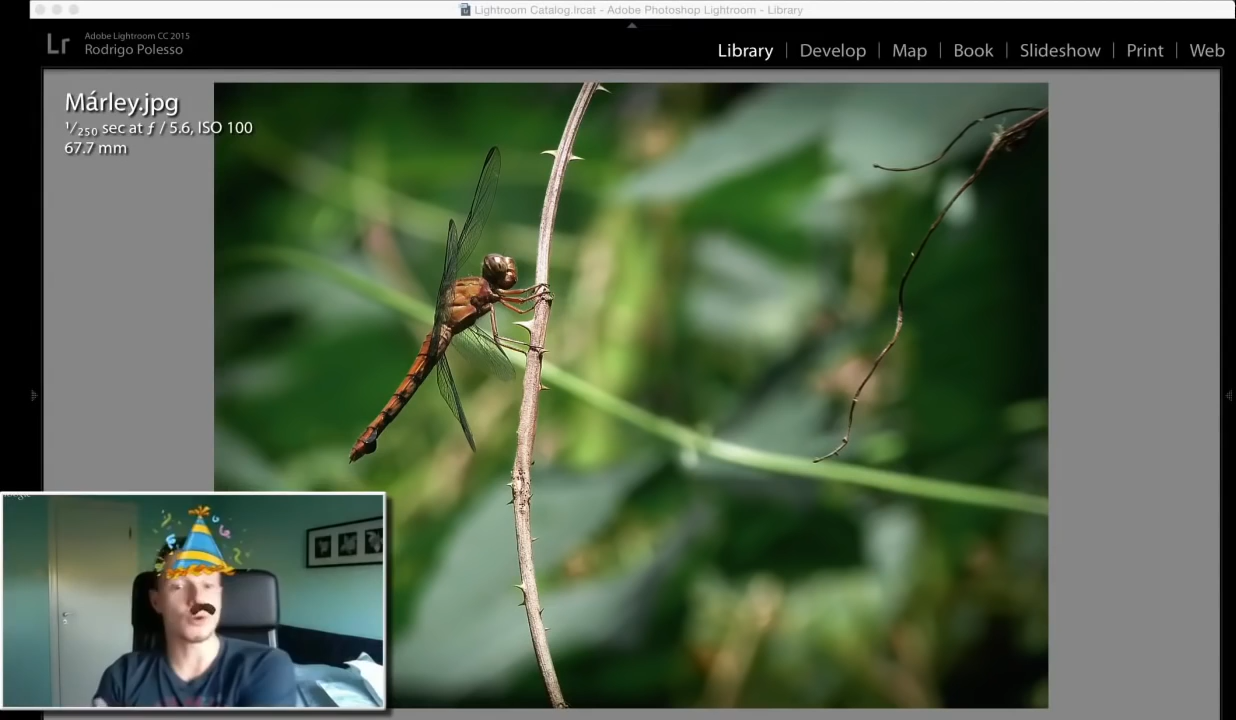 Lightroom Catalog.lrcat - Adobe Photoshop Lightroom - Library
Lr
Adobe Lightroom CC 2015
Rodrigo Polesso
Library | Develop | Map | Book | Slideshow | Print | Web
Márley.jpg
1/250 sec at ƒ / 5.6, ISO 100
67.7 mm